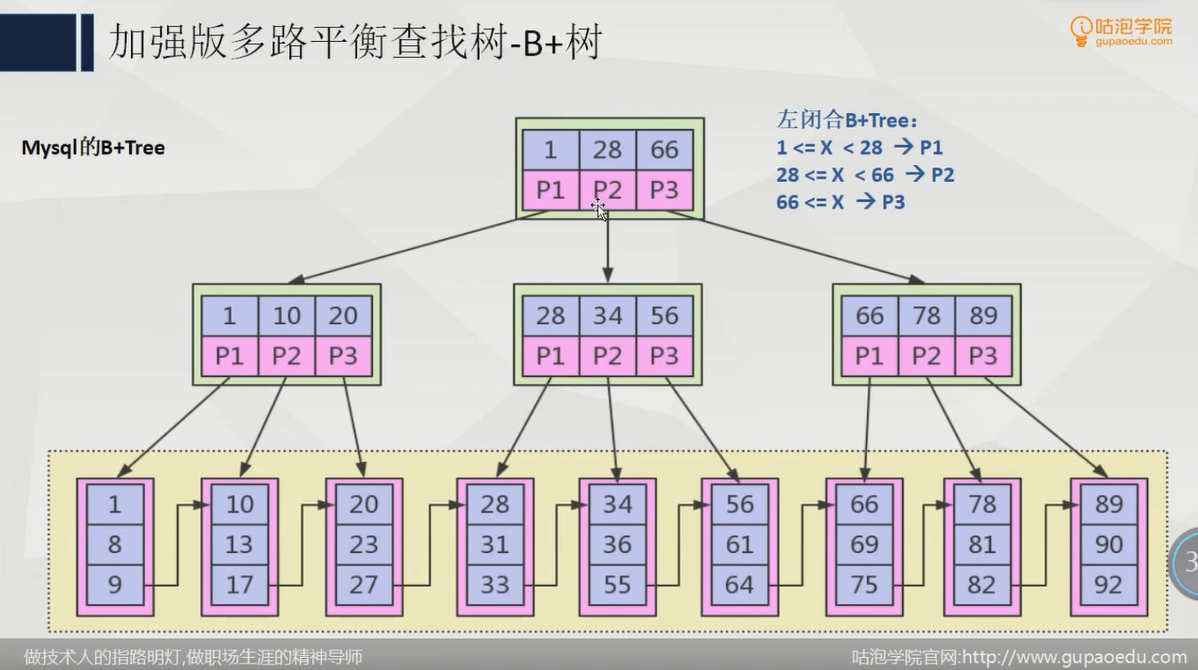 加强版多路平衡查找树-B+树
咕泡学院
gupaoedu.com
Mysql的B+Tree
左闭合B+Tree：
1 <= X < 28 → P1
28 <= X < 66 → P2
66 <= X → P3
1 28 66
P1 P2 P3
1 10 20
P1 P2 P3
28 34 56
P1 P2 P3
66 78 89
P1 P2 P3
1 10 20 28 34 56 66 78 89
8 13 23 31 36 61 69 81 90
9 17 27 33 55 64 75 82 92
3
做技术人的指路明灯,做职场生涯的精神导师
咕泡学院官网:http://www.gupaoedu.com